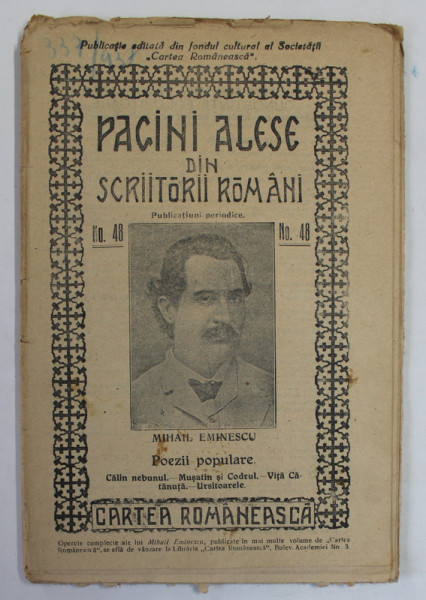 Publicație editată din fondul cultural al Societății
„Cartea Românească“.
PAGINI ALESE
DIN
SCRIITORII ROMÂNI
Publicațiuni periodice.
No. 48 No. 48
MIHAIL EMINESCU
Poezii populare.
Călin nebunul.—Mușatin și Codrul.—Viță Că-
tănuță.—Ursitoarele.
CARTEA ROMÂNEASCĂ
Operele complecte ale lui Mihail Eminescu, publicate în mai multe volume de „Cartea
Românească“, se află de vânzare la Librăria „Cartea Românească“, Bulev. Academiei No. 3.